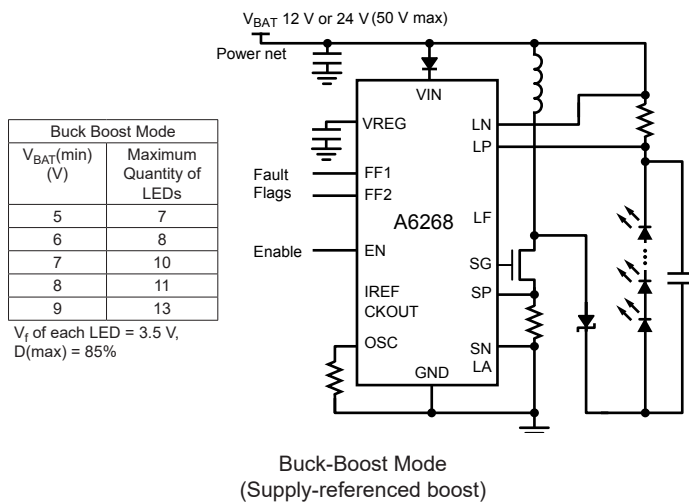 V_BAT 12 V or 24 V (50 V max)
Power net
VIN
VREG
LN
LP
Fault
Flags
FF1
FF2
A6268
LF
Enable
EN
SG
SP
IREF
CKOUT
OSC
SN
LA
GND
Buck Boost Mode
V_BAT(min)
(V)
Maximum
Quantity of
LEDs
5 7
6 8
7 10
8 11
9 13
V_f of each LED = 3.5 V,
D(max) = 85%
Buck-Boost Mode
(Supply-referenced boost)